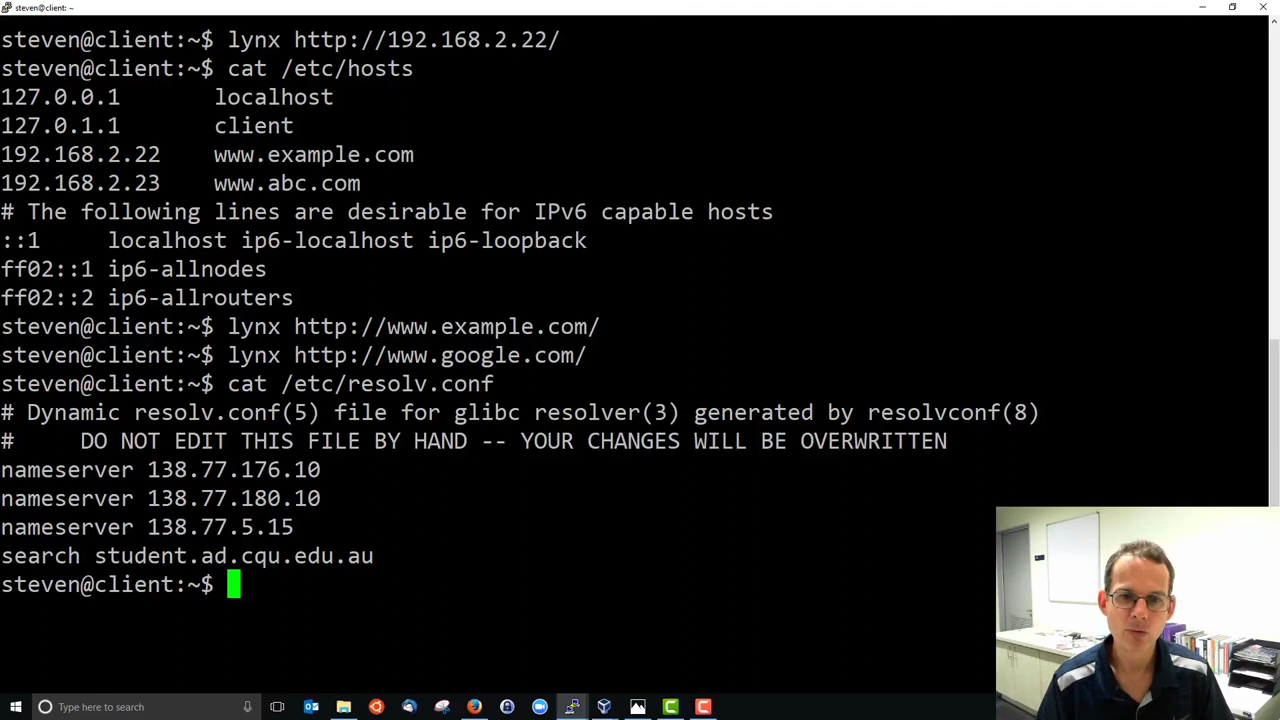 steven@client: ~
steven@client:~$ lynx http://192.168.2.22/
steven@client:~$ cat /etc/hosts
127.0.0.1       localhost
127.0.1.1       client
192.168.2.22    www.example.com
192.168.2.23    www.abc.com
# The following lines are desirable for IPv6 capable hosts
::1     localhost ip6-localhost ip6-loopback
ff02::1 ip6-allnodes
ff02::2 ip6-allrouters
steven@client:~$ lynx http://www.example.com/
steven@client:~$ lynx http://www.google.com/
steven@client:~$ cat /etc/resolv.conf
# Dynamic resolv.conf(5) file for glibc resolver(3) generated by resolvconf(8)
#     DO NOT EDIT THIS FILE BY HAND -- YOUR CHANGES WILL BE OVERWRITTEN
nameserver 138.77.176.10
nameserver 138.77.180.10
nameserver 138.77.5.15
search student.ad.cqu.edu.au
steven@client:~$
Type here to search